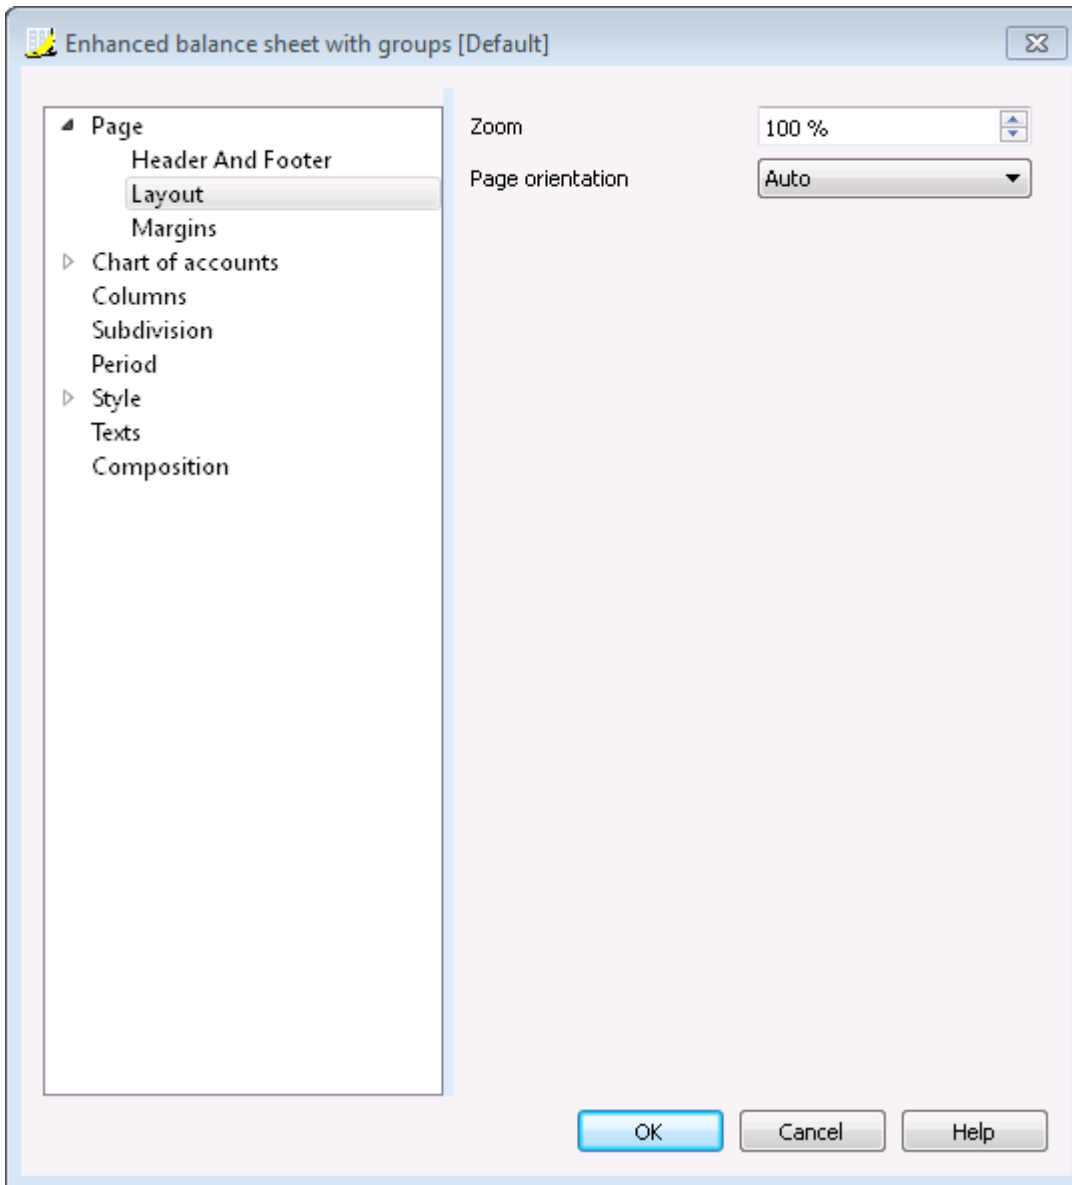 Enhanced balance sheet with groups [Default]
Page
Header And Footer
Layout
Margins
Chart of accounts
Columns
Subdivision
Period
Style
Texts
Composition
Zoom 100 %
Page orientation Auto
OK Cancel Help